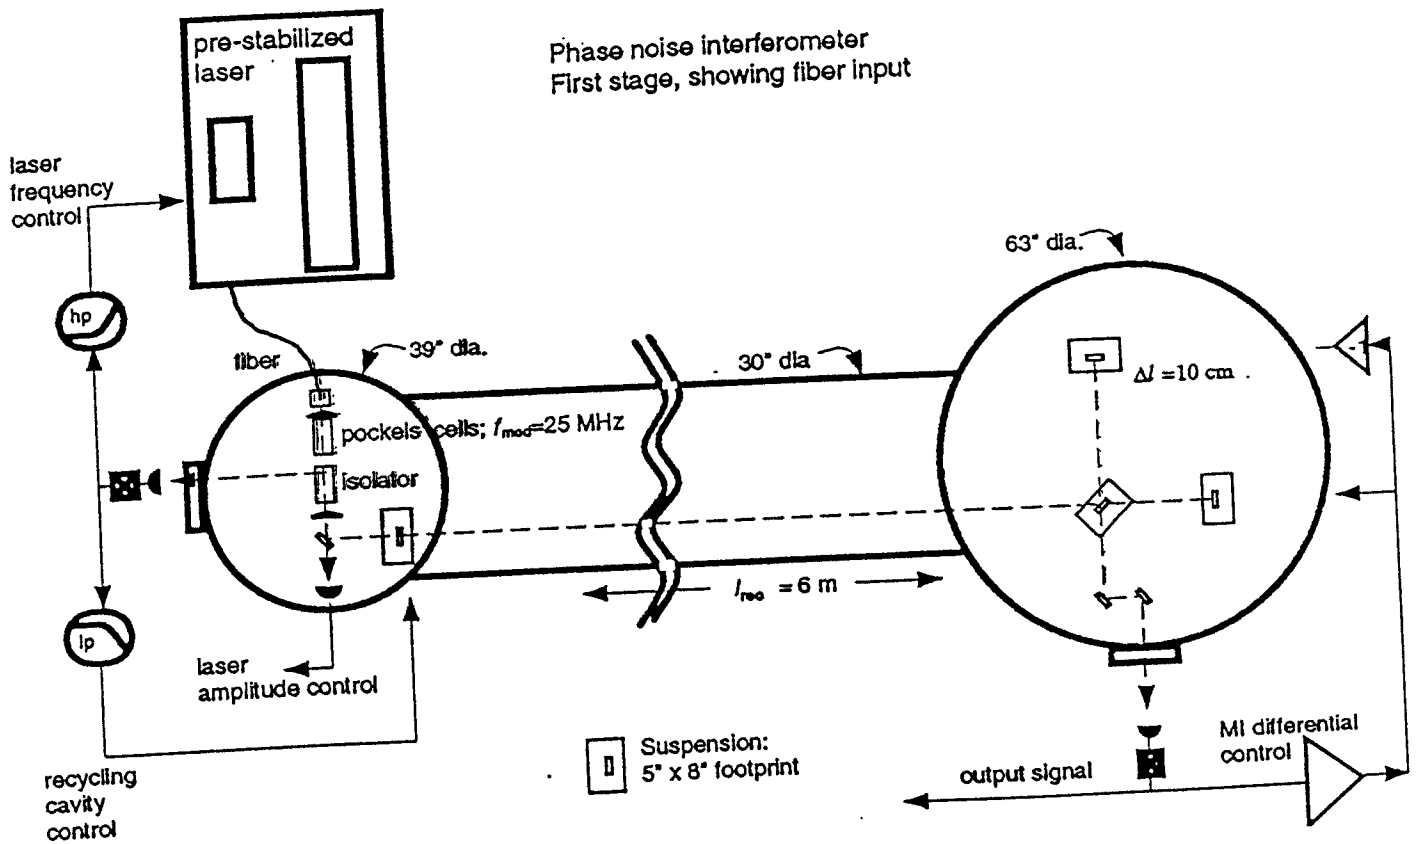 pre-stabilized
laser
Phase noise interferometer
First stage, showing fiber input
laser
frequency
control
hp
fiber
39" dia.
30" dia
63" dia.
Δl =10 cm .
pockels cells; fmod=25 MHz
isolator
lrec = 6 m
lp
laser
amplitude control
recycling
cavity
control
Suspension:
5" x 8" footprint
output signal
MI differential
control